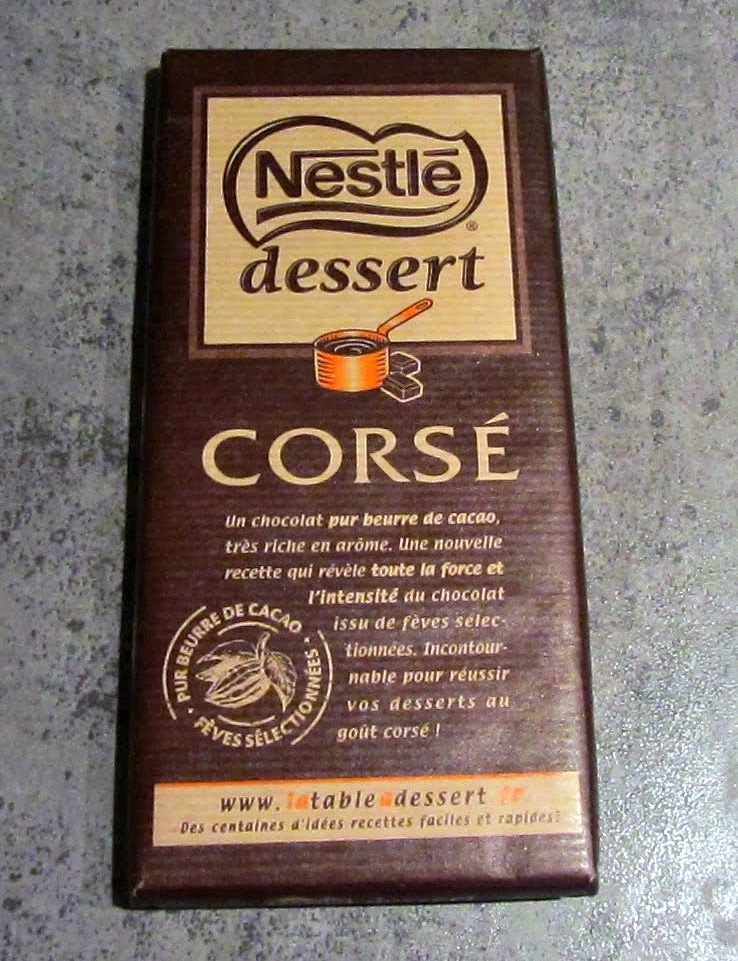 Nestlé
®
dessert
CORSÉ
Un chocolat pur beurre de cacao,
très riche en arôme. Une nouvelle
recette qui révèle toute la force et
l'intensité du chocolat
issu de fèves sélec-
tionnées. Incontour-
nable pour réussir
vos desserts au
goût corsé !
PUR BEURRE DE CACAO •
FÈVES SÉLECTIONNÉES •
www.latableadessert.fr
Des centaines d'idées recettes faciles et rapides!